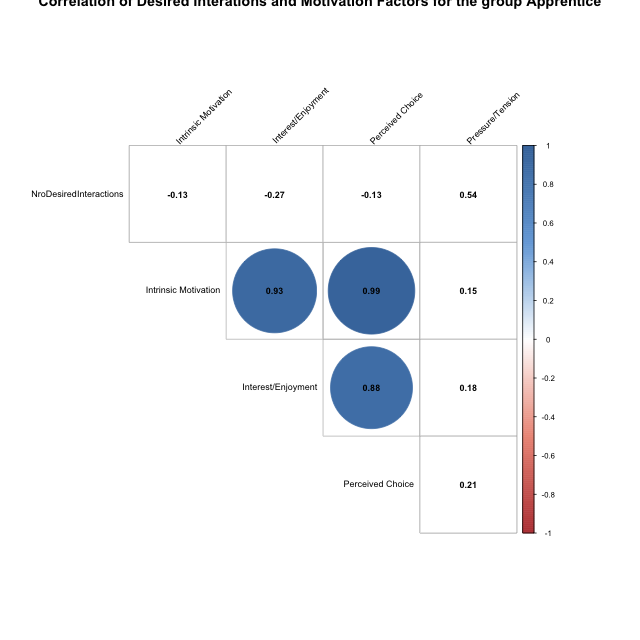 Correlation of Desired Interations and Motivation Factors for the group Apprentice
Intrinsic Motivation
Interest/Enjoyment
Perceived Choice
Pressure/Tension
NroDesiredInteractions
-0.13
-0.27
-0.13
0.54
Intrinsic Motivation
0.93
0.99
0.15
Interest/Enjoyment
0.88
0.18
Perceived Choice
0.21
1
0.8
0.6
0.4
0.2
0
-0.2
-0.4
-0.6
-0.8
-1